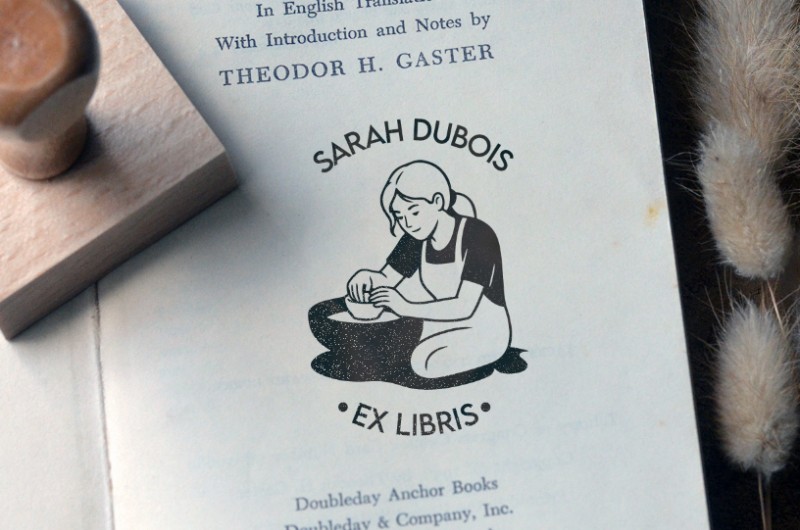 In English
With Introduction and Notes by
THEODOR H. GASTER
SARAH DUBOIS
• EX LIBRIS •
Doubleday Anchor Books
Doubleday & Company, Inc.